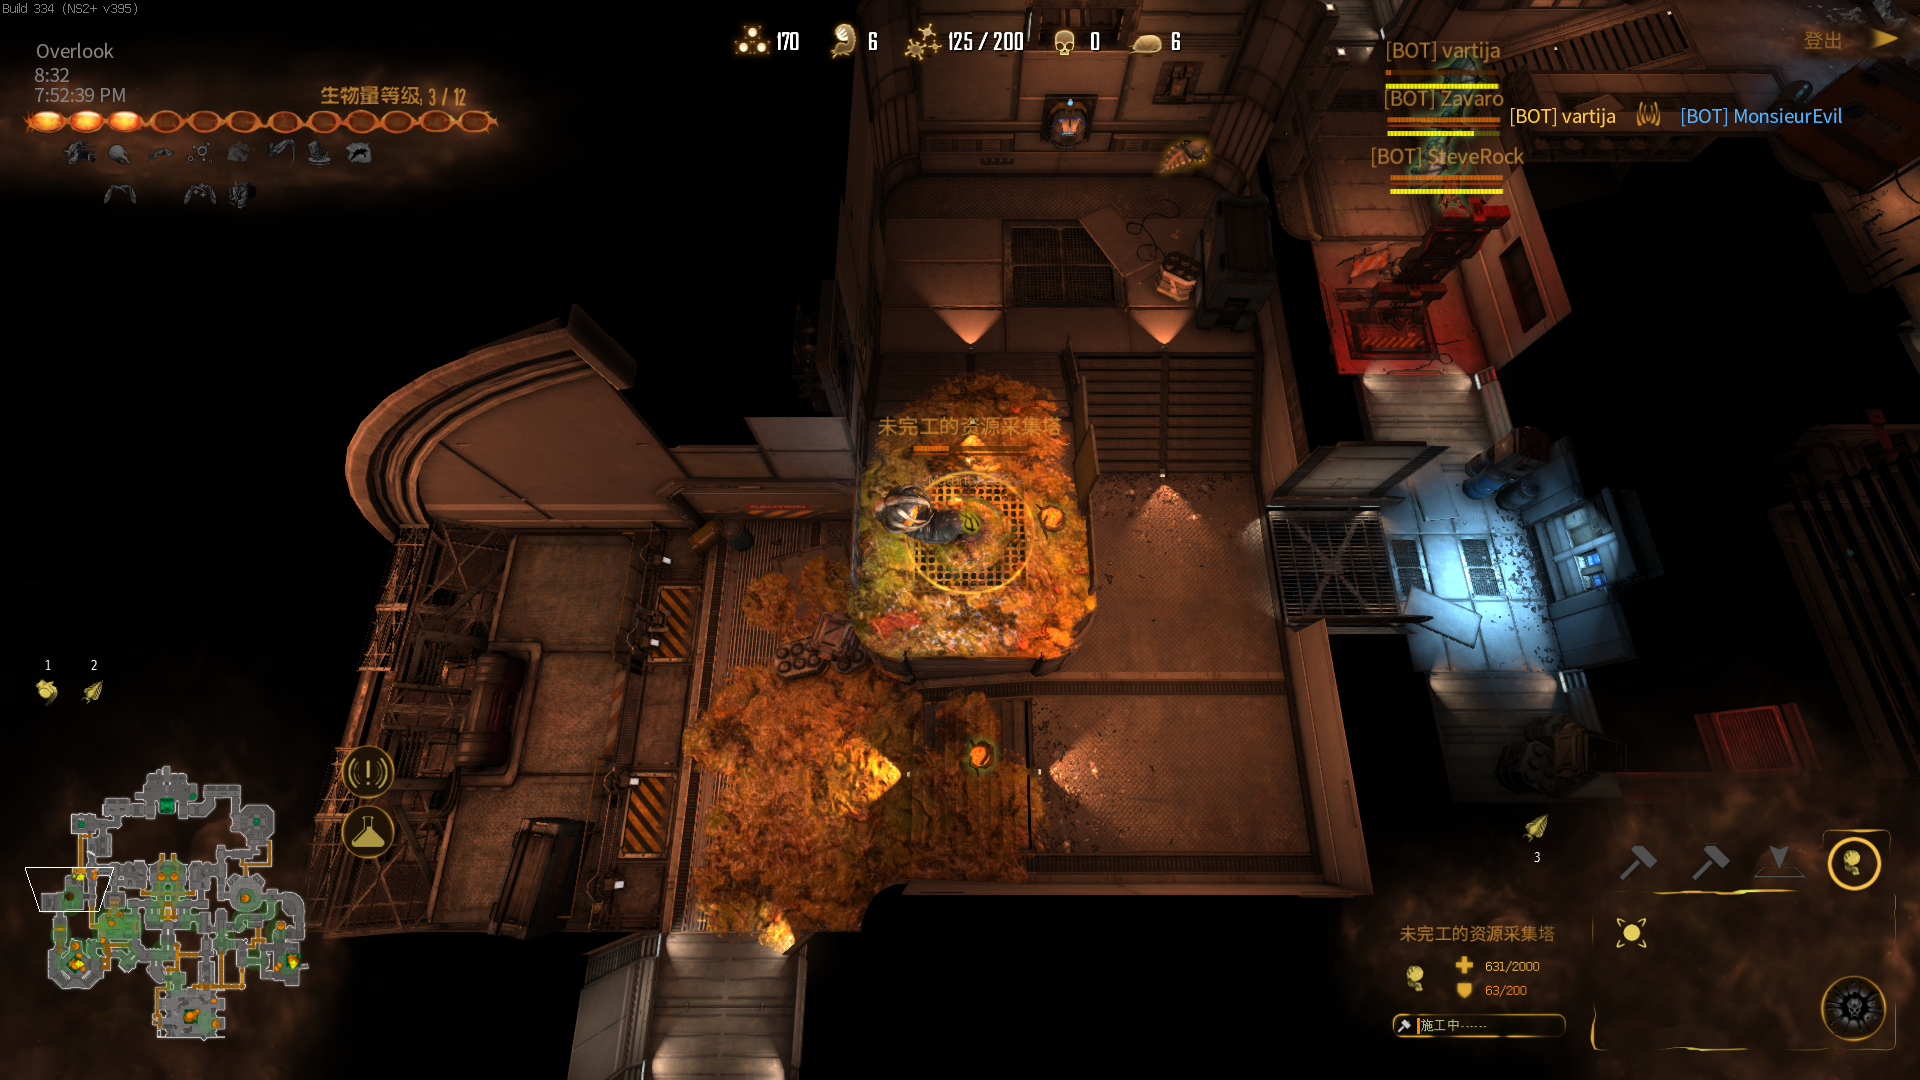 Build 334 (NS2+ v395)
Overlook
8:32
7:52:39 PM
生物量等级, 3 / 12
170
6
125 / 200
0
6
登出
[BOT] vartija
[BOT] Zavaro
[BOT] SteveRock
[BOT] vartija
[BOT] MonsieurEvil
未完工的资源采集塔
1
2
3
未完工的资源采集塔
631/2000
63/200
施工中------